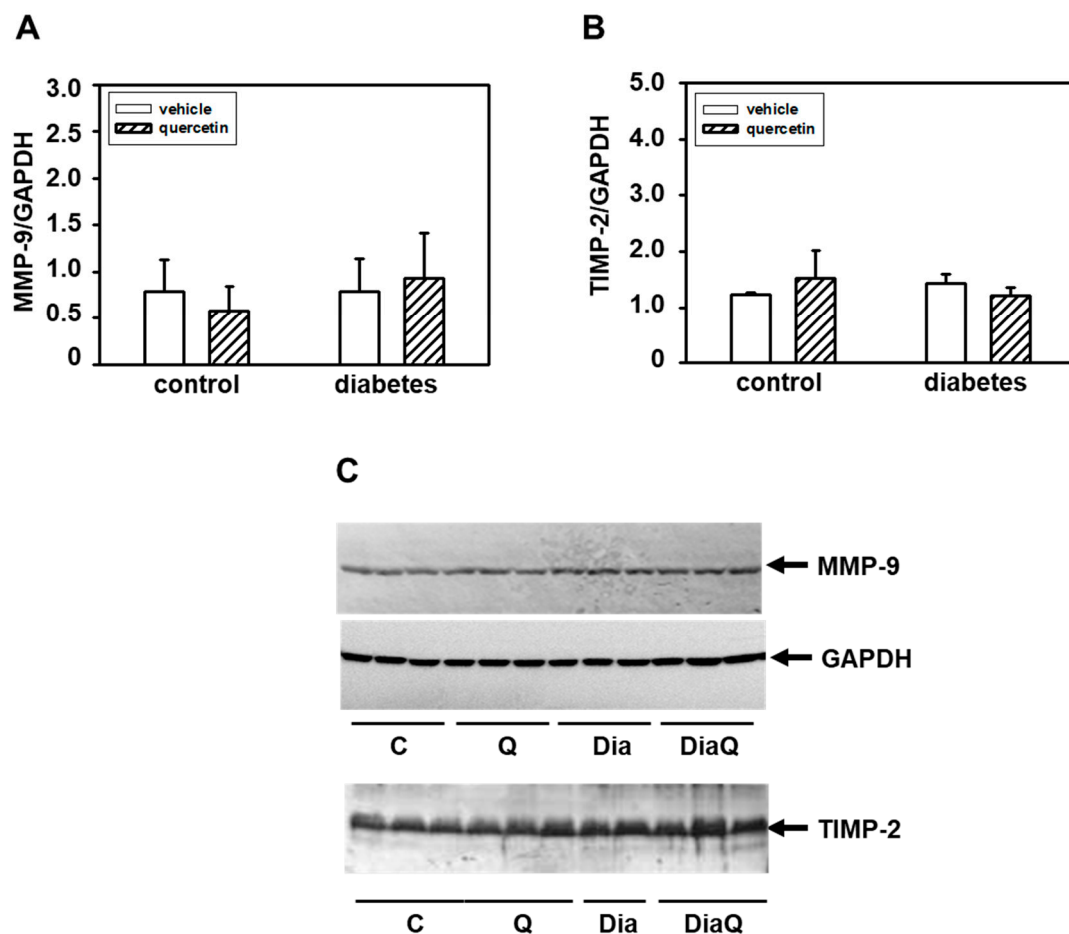 A
MMP-9/GAPDH
3.0
2.5
2.0
1.5
1.0
0.5
0
vehicle
quercetin
control diabetes
B
TIMP-2/GAPDH
5.0
4.0
3.0
2.0
1.0
0
vehicle
quercetin
control diabetes
C
MMP-9
GAPDH
C Q Dia DiaQ
TIMP-2
C Q Dia DiaQ